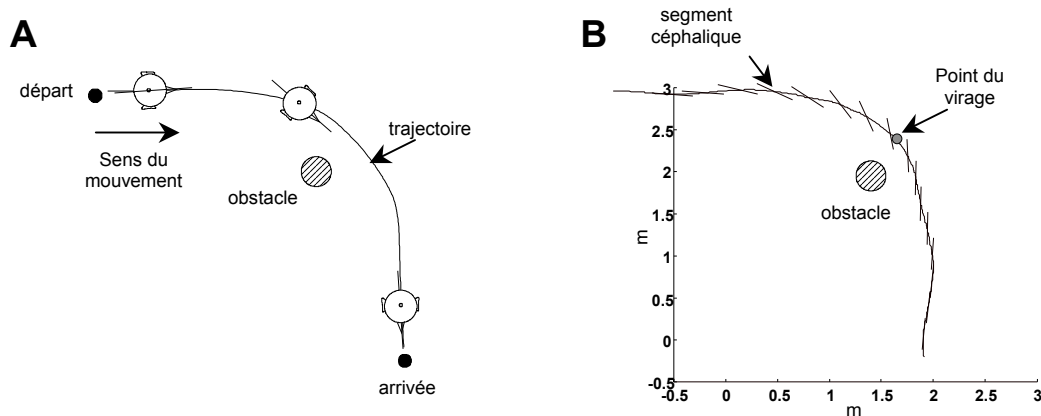 A
départ
Sens du
mouvement
trajectoire
obstacle
arrivée
B
segment
céphalique
Point du
virage
obstacle
m
3
2.5
2
1.5
1
0.5
0
-0.5
-0.5 0 0.5 1 1.5 2 2.5 3
m